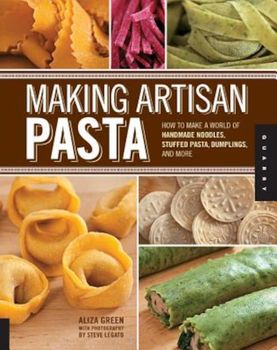 MAKING ARTISAN
PASTA
HOW TO MAKE A WORLD OF
HANDMADE NOODLES,
STUFFED PASTA, DUMPLINGS,
AND MORE
QUARRY
ALIZA GREEN
WITH PHOTOGRAPHY
BY STEVE LEGATO